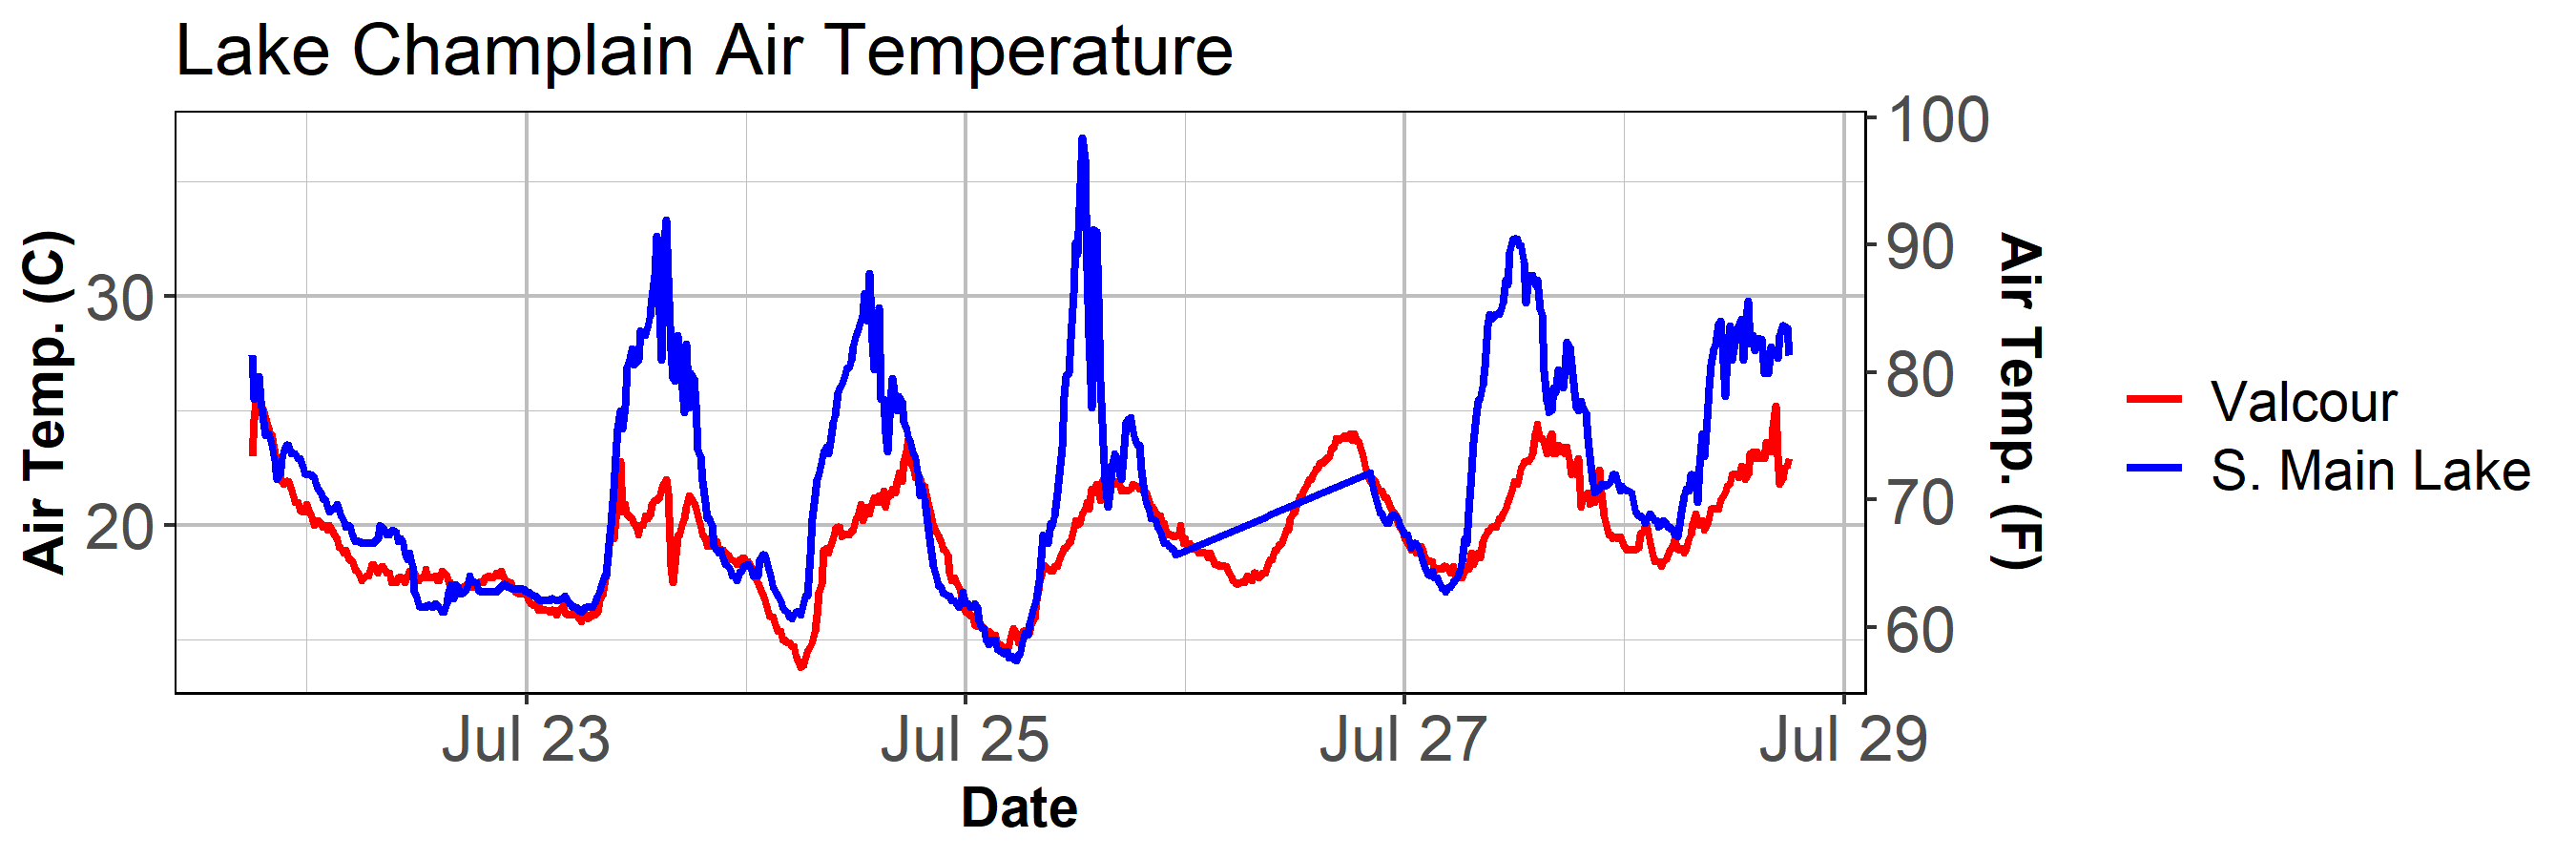 Lake Champlain Air Temperature
Air Temp. (C)
30
20
100
90
80
70
60
Air Temp. (F)
Jul 23
Jul 25
Jul 27
Jul 29
Date
Valcour
S. Main Lake